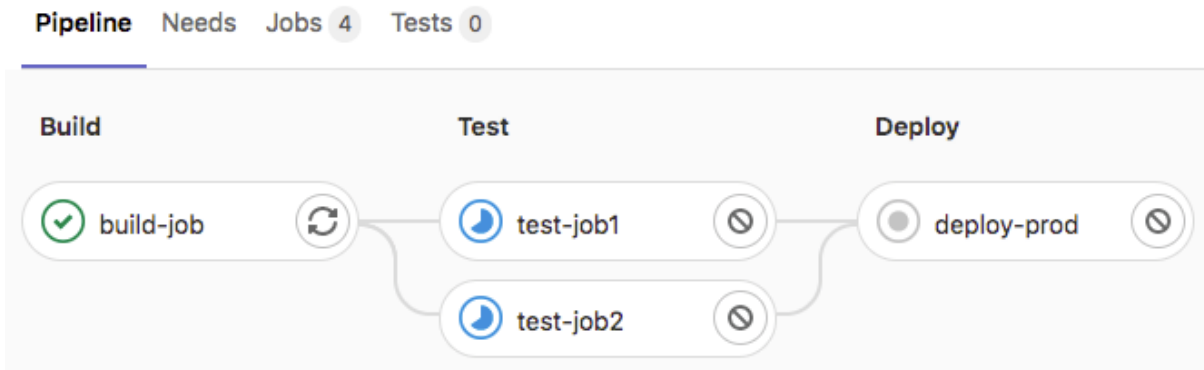 Pipeline Needs Jobs 4 Tests 0
Build Test Deploy
build-job test-job1 deploy-prod
test-job2